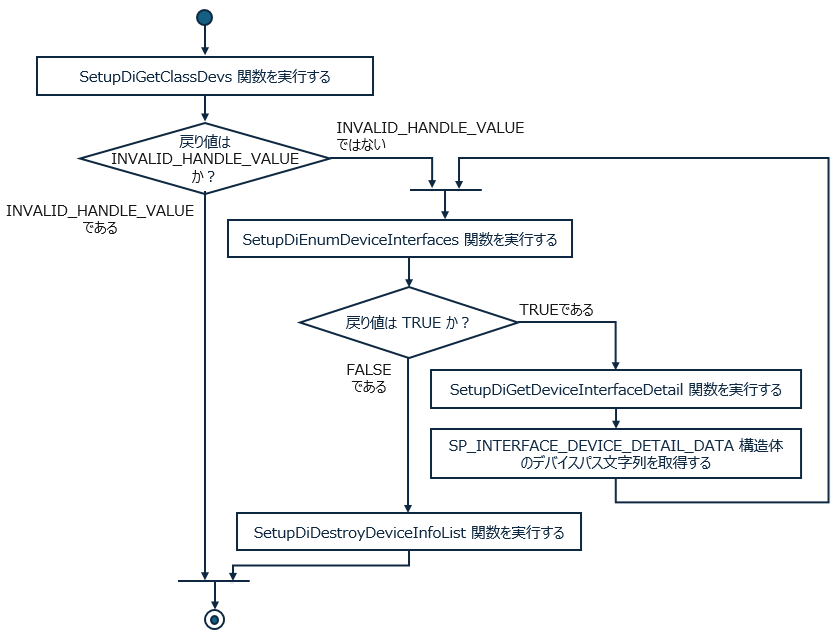 SetupDiGetClassDevs 関数を実行する
戻り値は
INVALID_HANDLE_VALUE
か？
INVALID_HANDLE_VALUE
ではない
INVALID_HANDLE_VALUE
である
SetupDiEnumDeviceInterfaces 関数を実行する
戻り値は TRUE か？
TRUEである
FALSE
である
SetupDiGetDeviceInterfaceDetail 関数を実行する
SP_INTERFACE_DEVICE_DETAIL_DATA 構造体
のデバイスパス文字列を取得する
SetupDiDestroyDeviceInfoList 関数を実行する